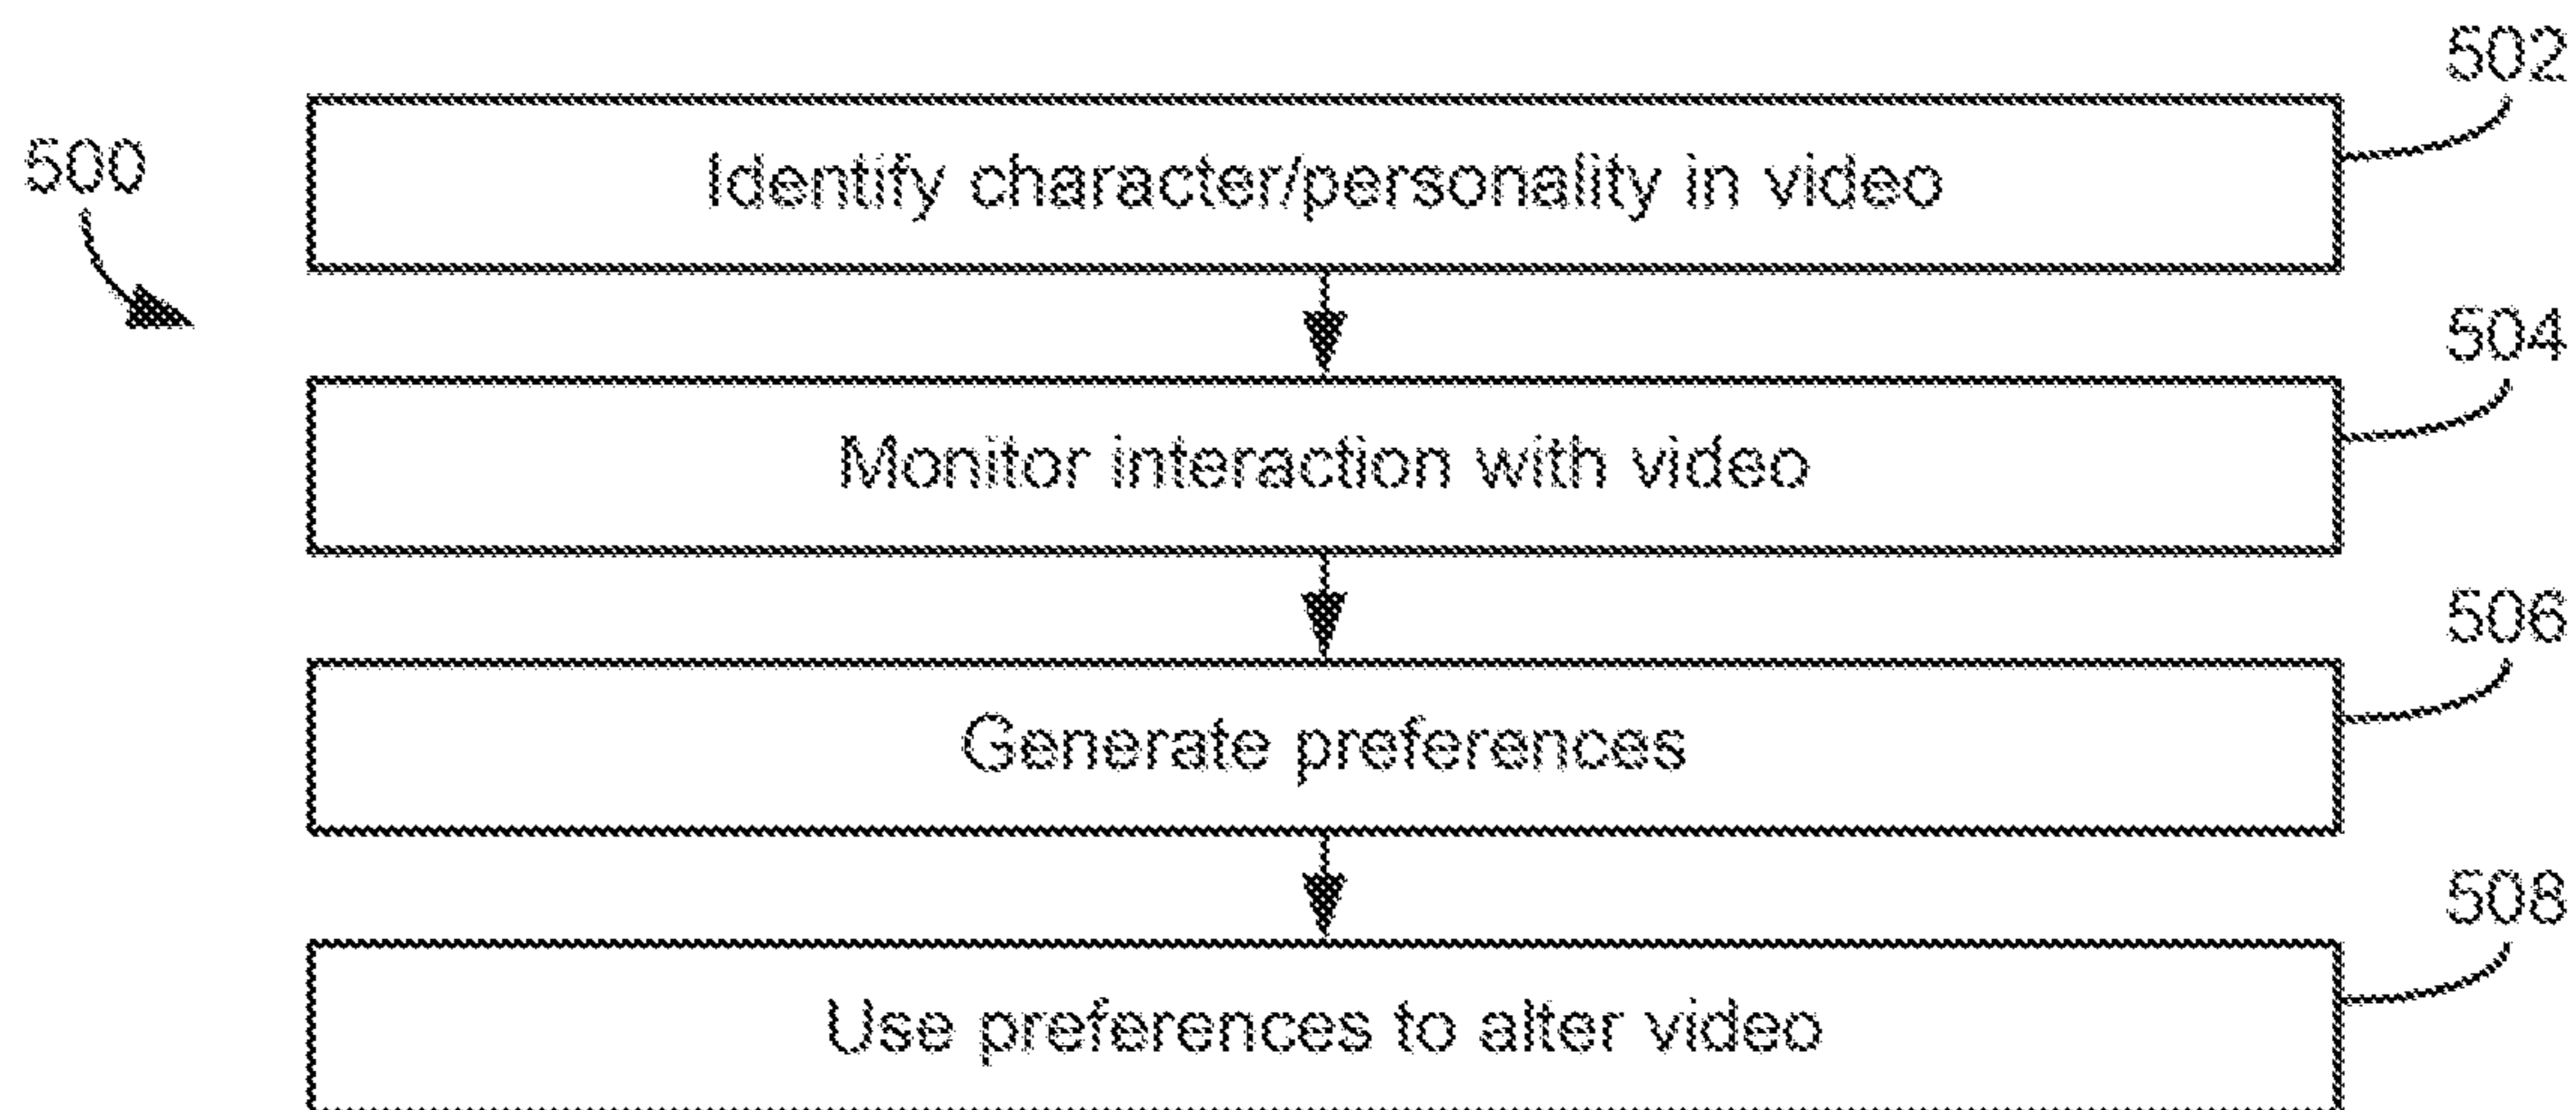 502
500
Identify character/personality in video
504
Monitor interaction with video
506
Generate preferences
508
Use preferences to alter video